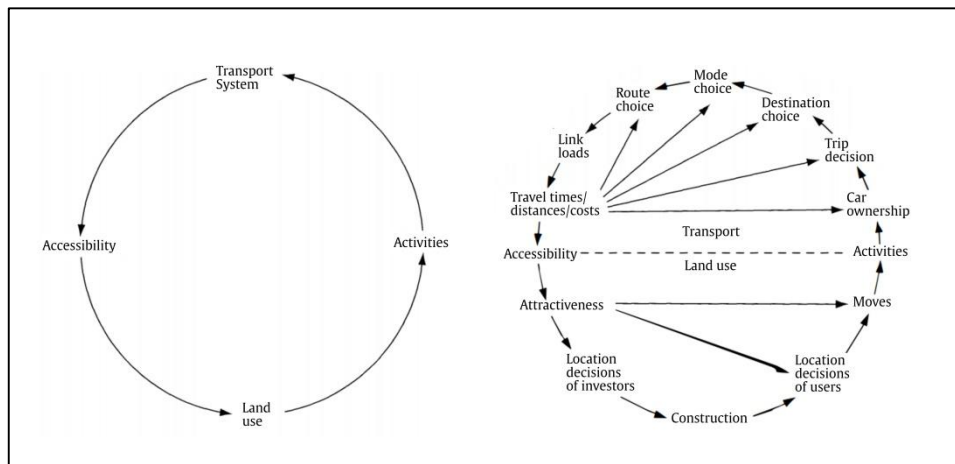 Transport
System
Accessibility
Activities
Land
use
Mode
choice
Route
choice
Destination
choice
Link
loads
Trip
decision
Travel times/
distances/costs
Car
ownership
Transport
Accessibility
Activities
Land use
Attractiveness
Moves
Location
decisions
of investors
Location
decisions
of users
Construction